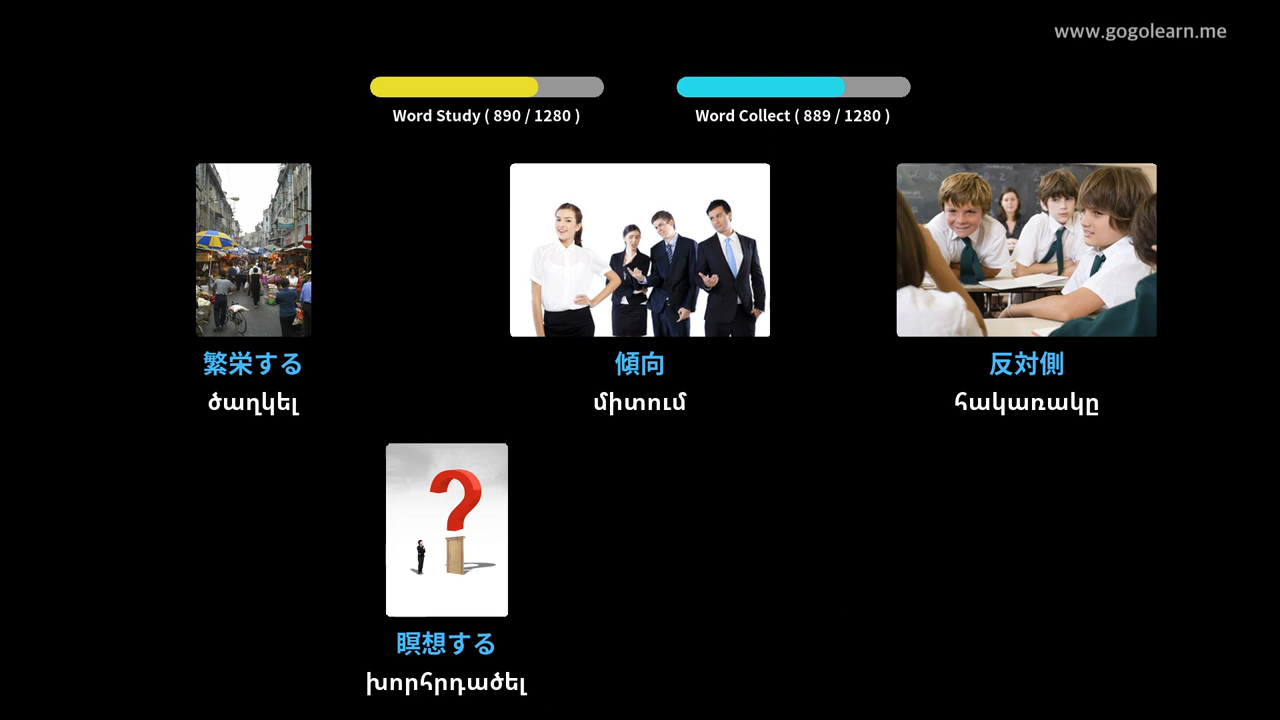 www.gogolearn.me
Word Study ( 890 / 1280 )
Word Collect ( 889 / 1280 )
繁栄する
ծաղկել
傾向
միտում
反対側
հակառակը
瞑想する
խորհրդածել